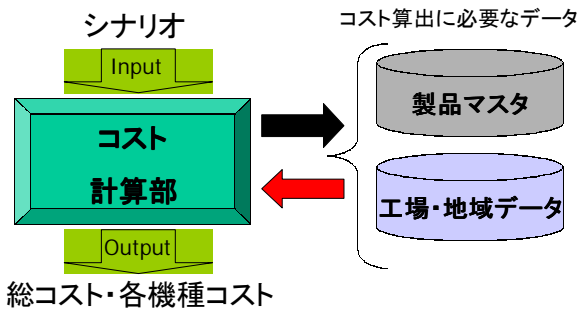 シナリオ
Input
コスト
計算部
Output
総コスト・各機種コスト
コスト算出に必要なデータ
製品マスタ
工場・地域データ